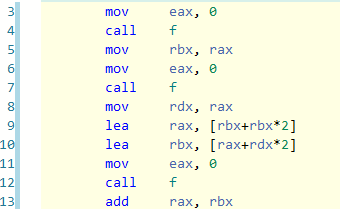 3 mov eax, 0
4 call f
5 mov rbx, rax
6 mov eax, 0
7 call f
8 mov rdx, rax
9 lea rax, [rbx+rbx*2]
10 lea rbx, [rax+rdx*2]
11 mov eax, 0
12 call f
13 add rax, rbx